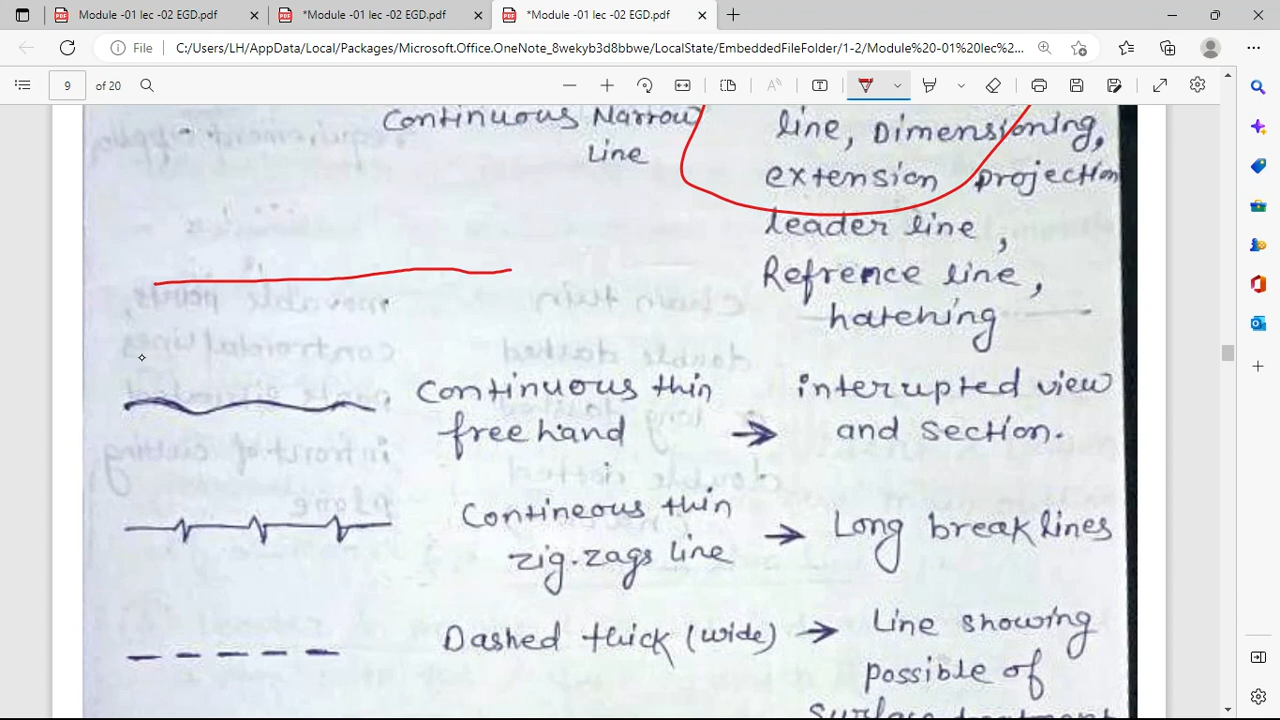 Module -01 lec -02 EGD.pdf
*Module -01 lec -02 EGD.pdf
*Module -01 lec -02 EGD.pdf
File
C:/Users/LH/AppData/Local/Packages/Microsoft.Office.OneNote_8wekyb3d8bbwe/LocalState/EmbeddedFileFolder/1-2/Module%20-01%20lec%2...
9 of 20
Continuous Narrow
Line
line, Dimensioning,
extension projection
leader line,
Refrence line,
hatching
Continuous thin
free hand
interrupted view
and section.
Contineous thin
zig.zags line
Long break lines
Dashed thick (wide)
Line showing
possible of
surface treatment